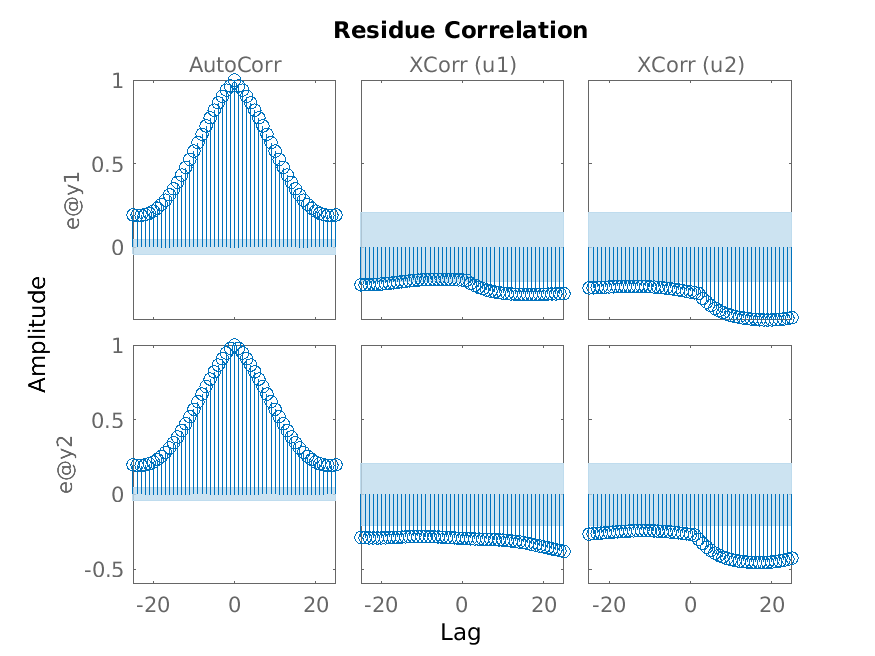 Residue Correlation
AutoCorr
XCorr (u1)
XCorr (u2)
1
0.5
0
e@y1
Amplitude
1
0.5
0
-0.5
e@y2
-20 0 20
-20 0 20
-20 0 20
Lag